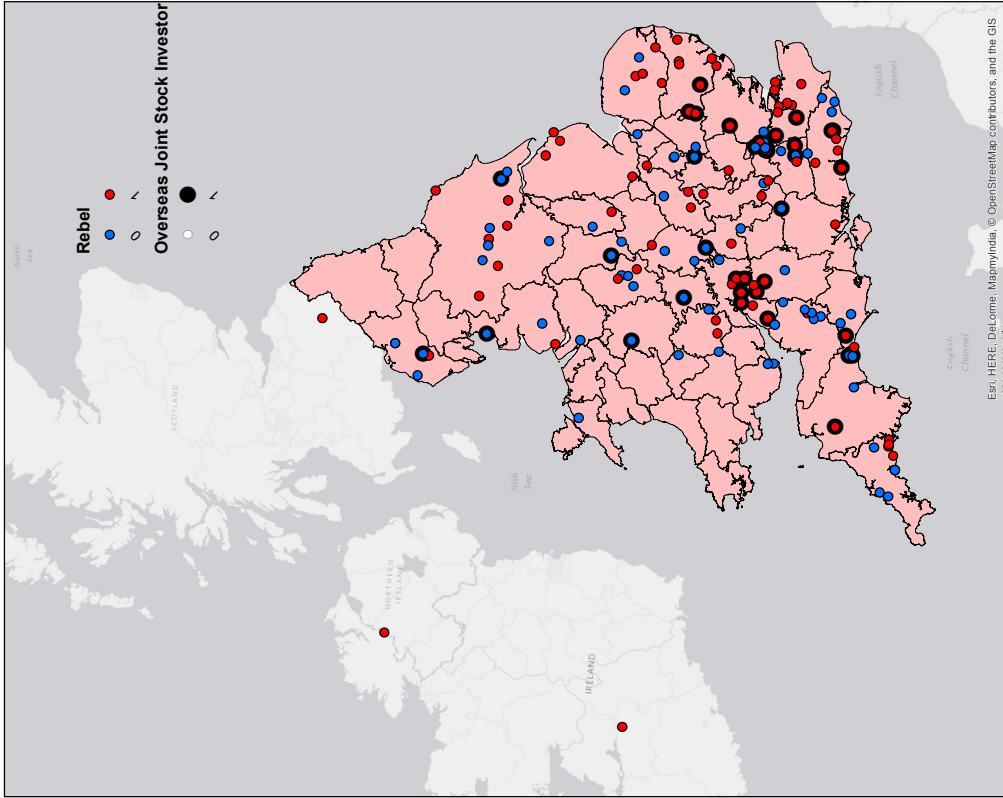 Rebel
0
1
Overseas Joint Stock Investor
0
1
North
Sea
SCOTLAND
NORTHERN
IRELAND
IRELAND
Irish
Sea
English
Channel
English
Channel
Esri, HERE, DeLorme, MapmyIndia, © OpenStreetMap contributors, and the GIS